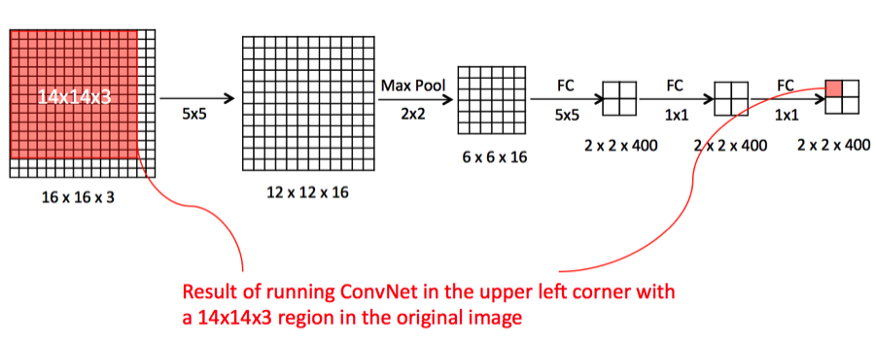 14x14x3
16 x 16 x 3
5x5
12 x 12 x 16
Max Pool
2x2
6 x 6 x 16
FC
5x5
2 x 2 x 400
FC
1x1
2 x 2 x 400
FC
1x1
2 x 2 x 400
Result of running ConvNet in the upper left corner with
a 14x14x3 region in the original image